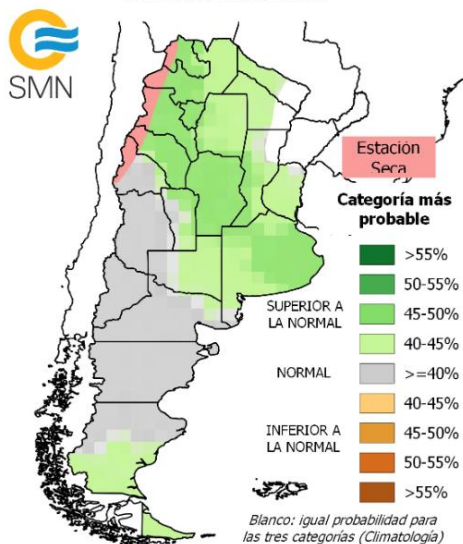 SMN
Estación
Seca
Categoría más
probable
>55%
50-55%
SUPERIOR A
LA NORMAL
45-50%
40-45%
NORMAL
>=40%
40-45%
INFERIOR A
LA NORMAL
45-50%
50-55%
>55%
Blanco: igual probabilidad para
las tres categorías (Climatología)